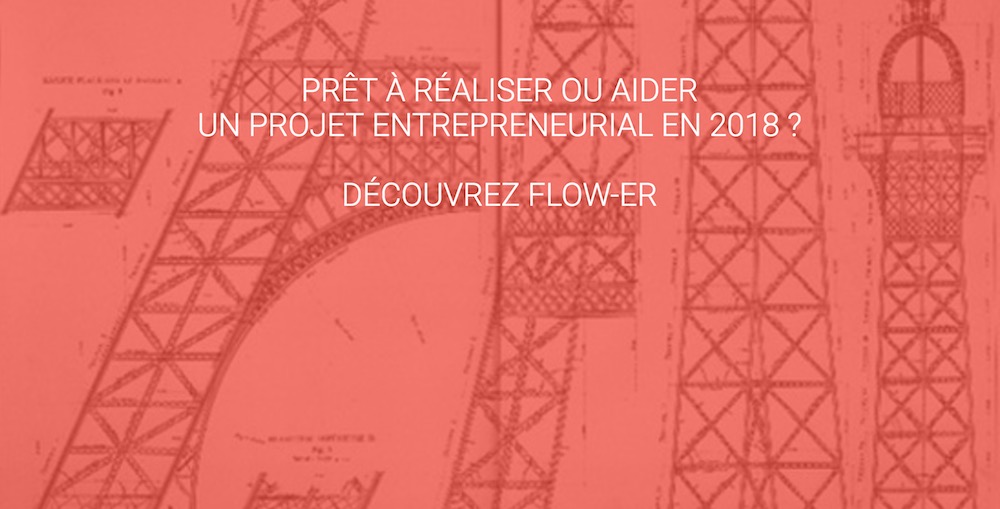 PRÊT À RÉALISER OU AIDER
UN PROJET ENTREPRENEURIAL EN 2018 ?
DÉCOUVREZ FLOW-ER